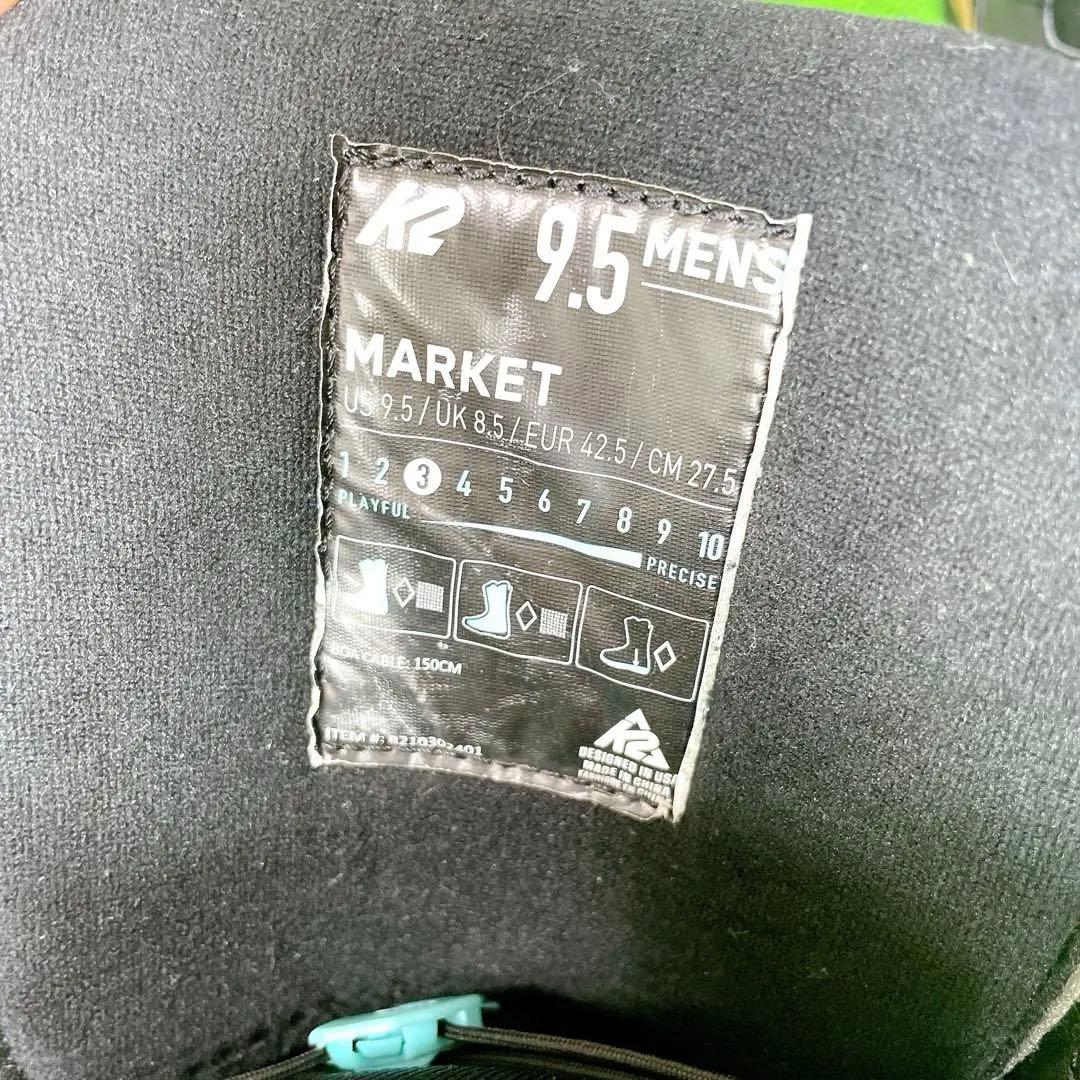 K2 9.5 MENS
MARKET
US 9.5 / UK 8.5 / EUR 42.5 / CM 27.5
1 2 3 4 5 6 7 8 9 10
PLAYFUL PRECISE
BOA CABLE: 150CM
ITEM #:
K2
DESIGNED IN USA
MADE IN CHINA